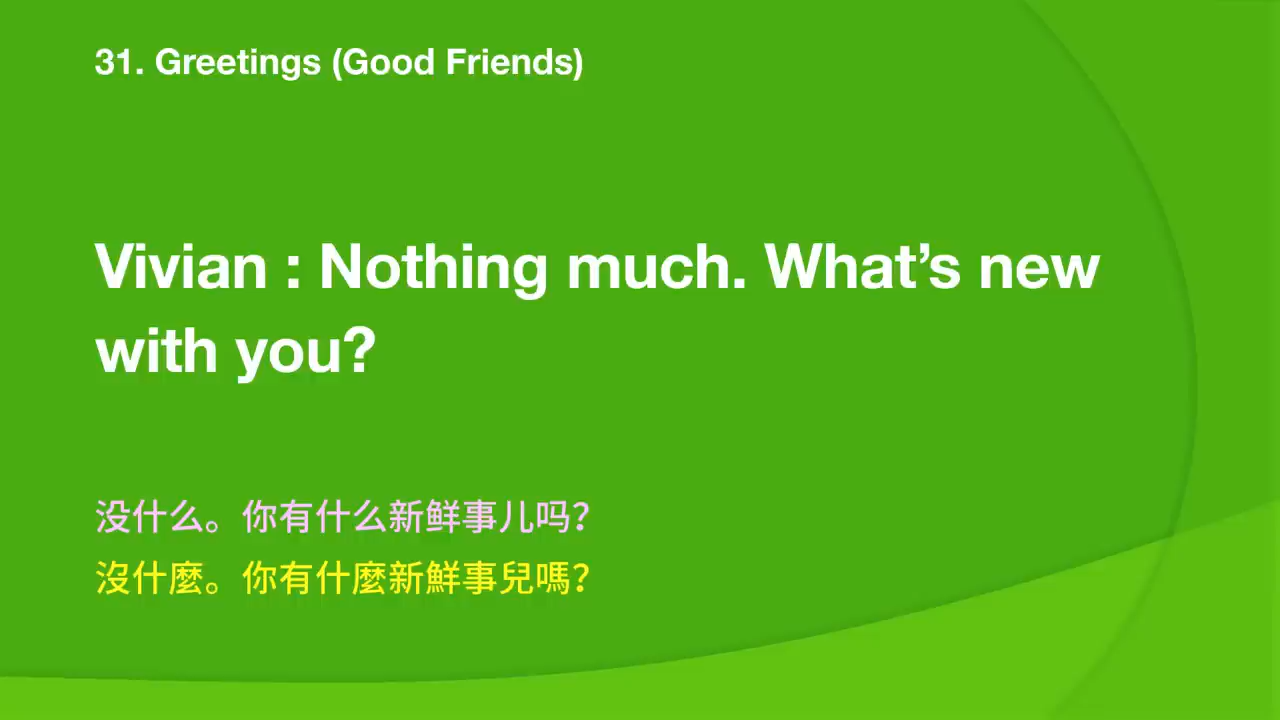 31. Greetings (Good Friends)
Vivian : Nothing much. What’s new
with you?
没什么。你有什么新鲜事儿吗?
沒什麼。你有什麼新鮮事兒嗎?